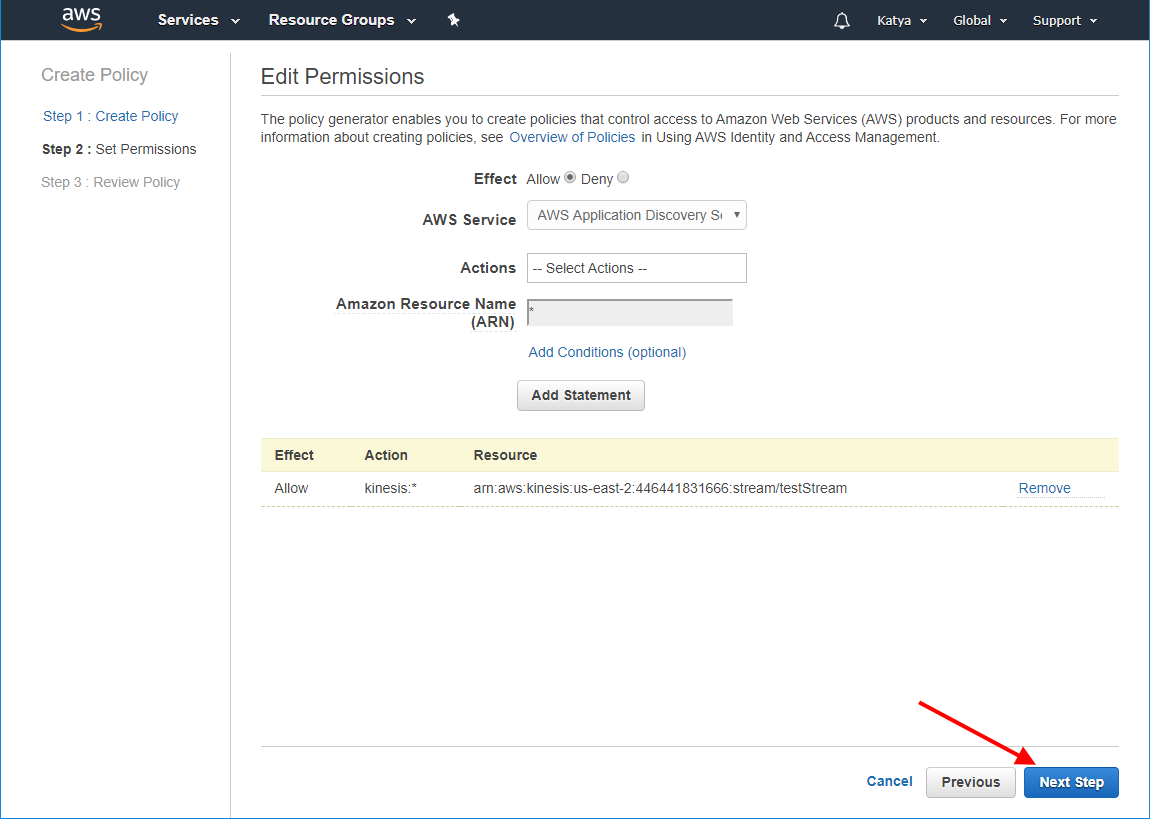 aws Services Resource Groups Katya Global Support
Create Policy
Step 1 : Create Policy
Step 2 : Set Permissions
Step 3 : Review Policy
Edit Permissions
The policy generator enables you to create policies that control access to Amazon Web Services (AWS) products and resources. For more
information about creating policies, see Overview of Policies in Using AWS Identity and Access Management.
Effect Allow Deny
AWS Service AWS Application Discovery Se
Actions -- Select Actions --
Amazon Resource Name
(ARN) *
Add Conditions (optional)
Add Statement
Effect Action Resource
Allow kinesis:* arn:aws:kinesis:us-east-2:446441831666:stream/testStream Remove
Cancel Previous Next Step